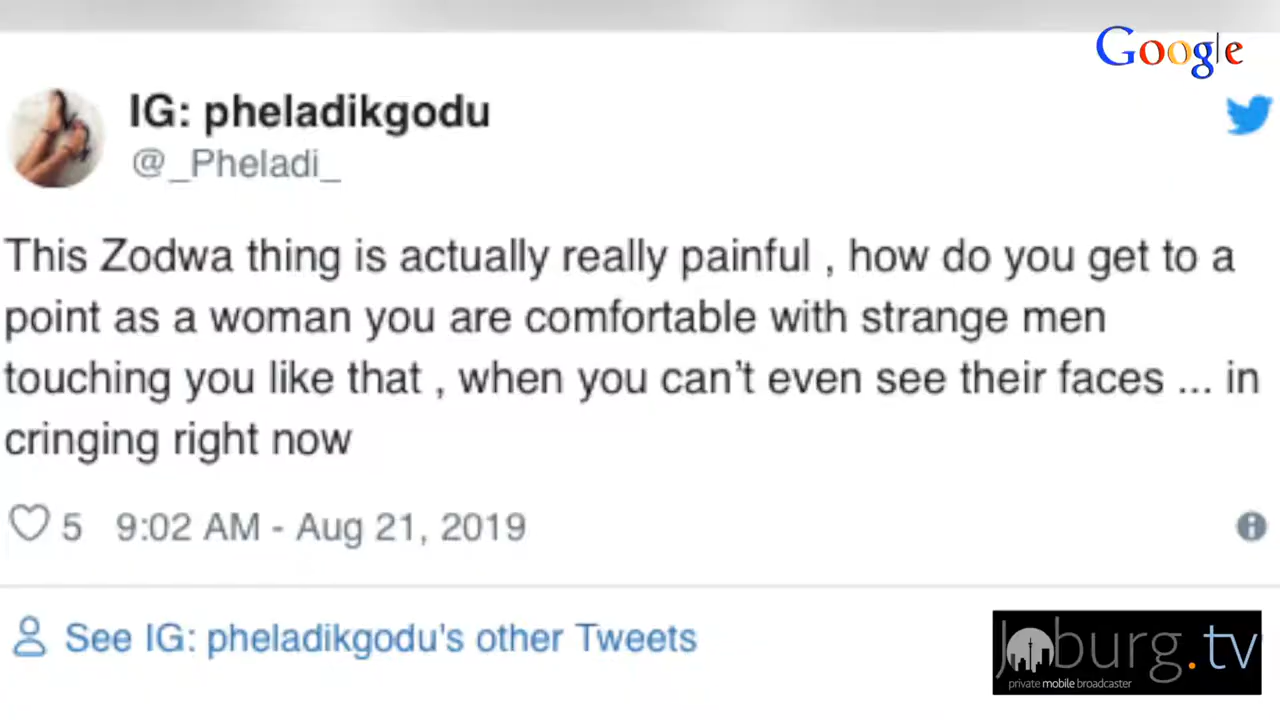 Google
IG: pheladikgodu
@_Pheladi_
This Zodwa thing is actually really painful , how do you get to a
point as a woman you are comfortable with strange men
touching you like that , when you can't even see their faces ... in
cringing right now
5 9:02 AM - Aug 21, 2019
See IG: pheladikgodu's other Tweets
Joburg.tv
private mobile broadcaster